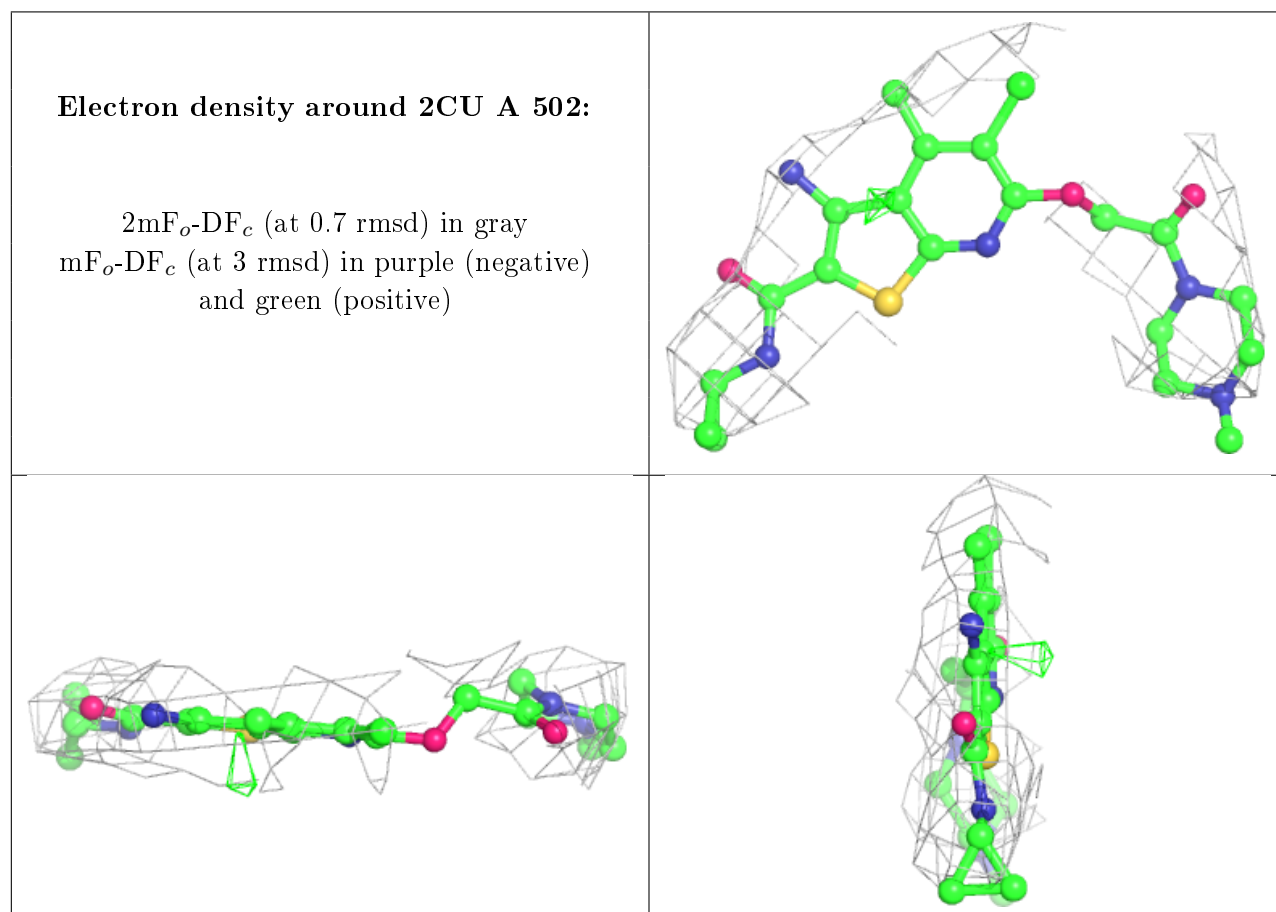 Electron density around 2CU A 502:
2mFo-DFc (at 0.7 rmsd) in gray
mFo-DFc (at 3 rmsd) in purple (negative)
and green (positive)